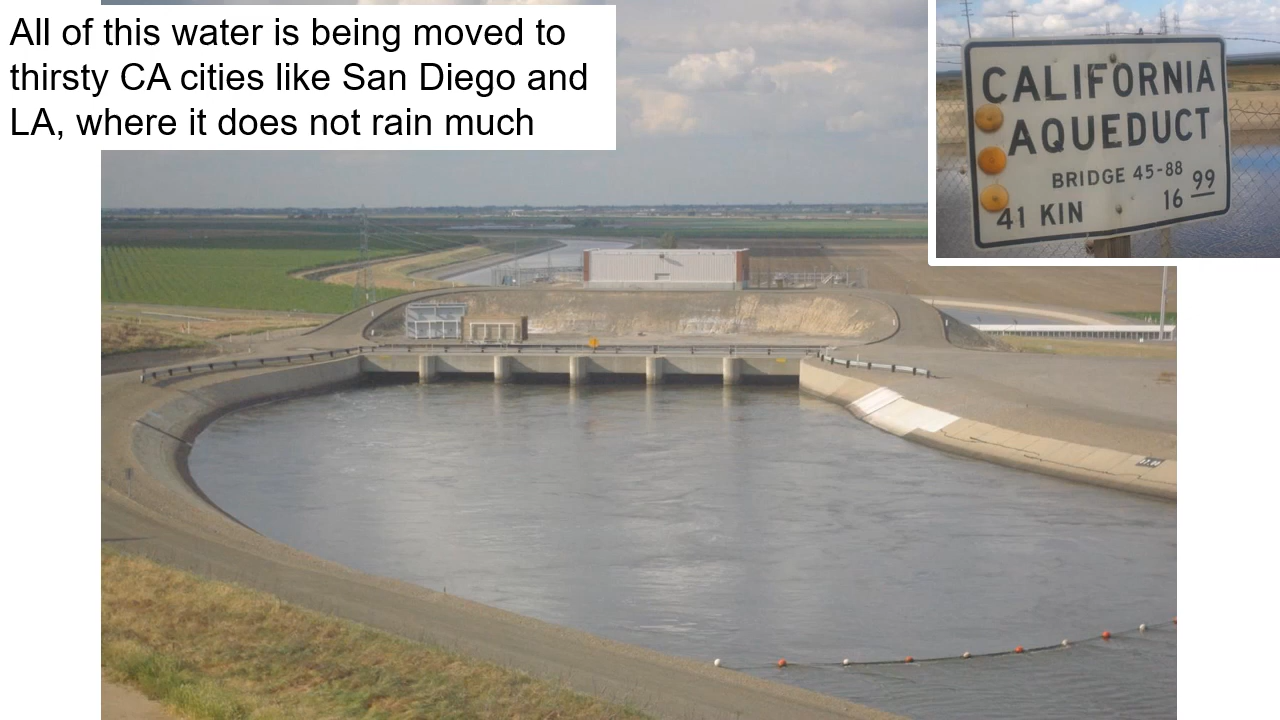 All of this water is being moved to
thirsty CA cities like San Diego and
LA, where it does not rain much
CALIFORNIA
AQUEDUCT
BRIDGE 45-88
41 KIN 16 99